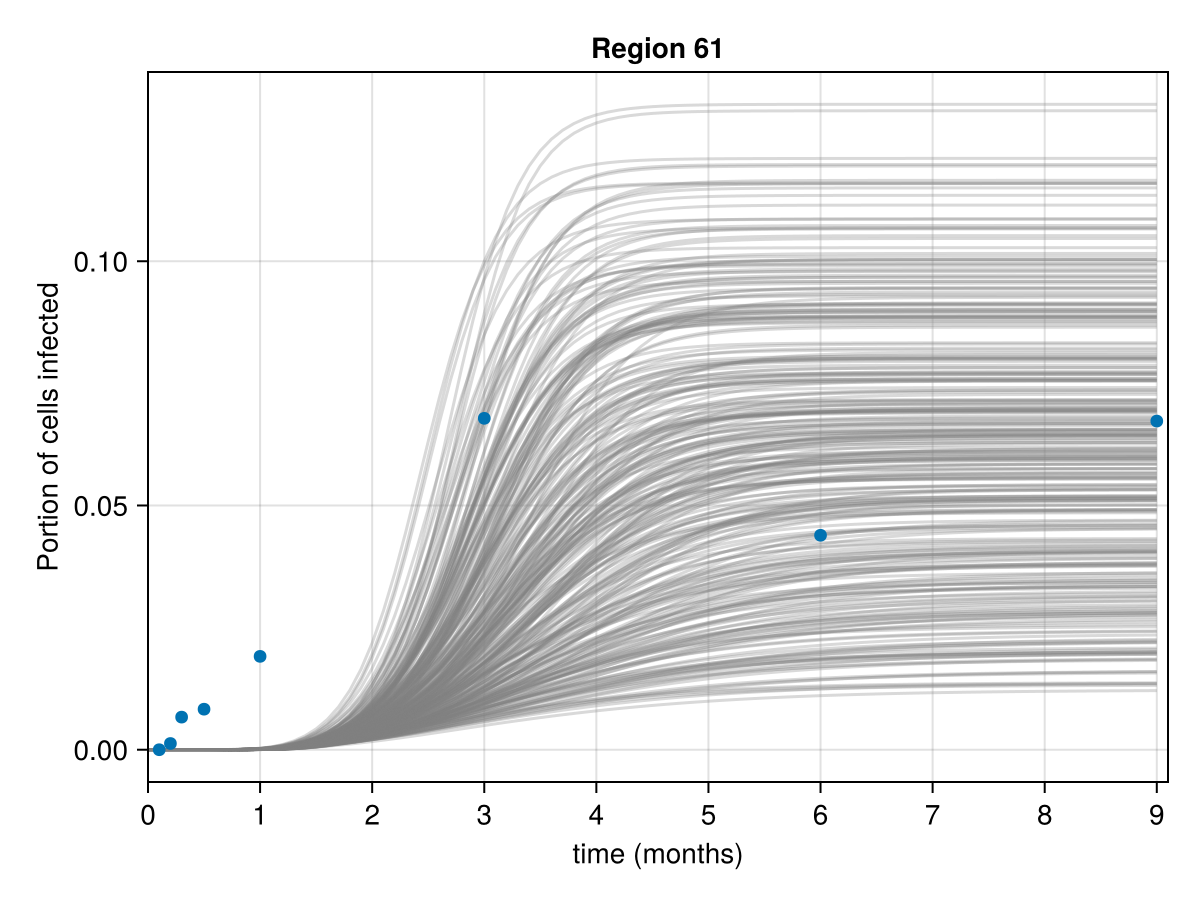 Region 61
Portion of cells infected
0.10
0.05
0.00
0 1 2 3 4 5 6 7 8 9
time (months)